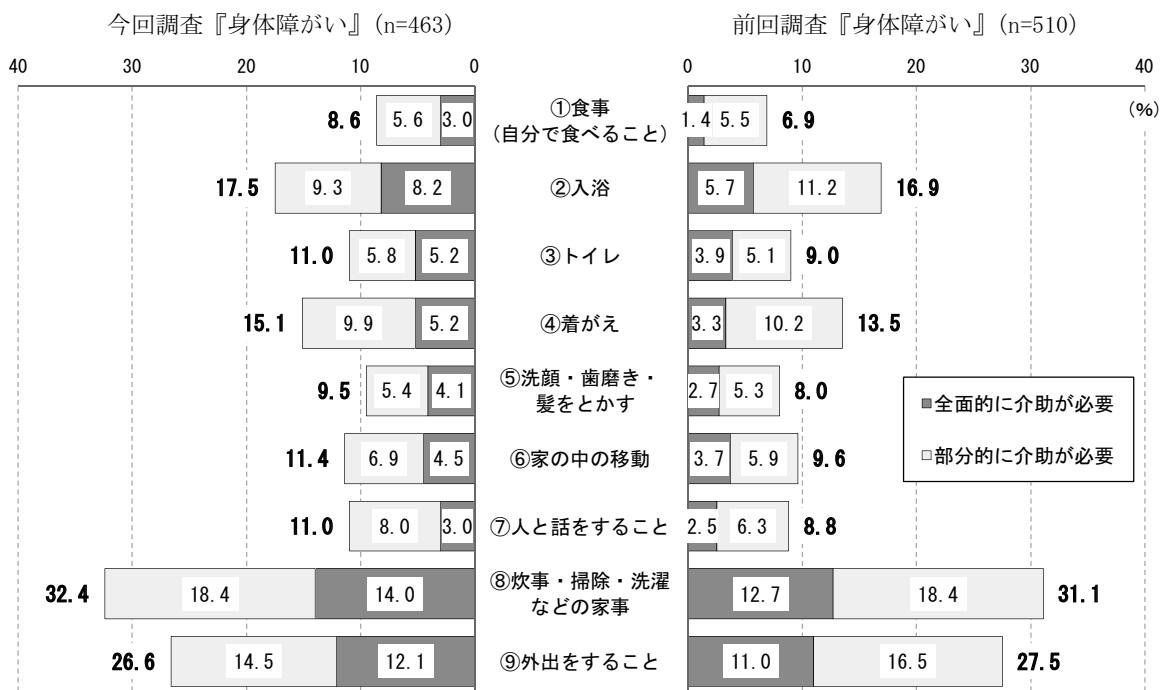 今回調査『身体障がい』(n=463)
前回調査『身体障がい』(n=510)
40 30 20 10 0
0 10 20 30 40
(%)
8.6 5.6 3.0 ①食事 1.4 5.5 6.9
(自分で食べること)
17.5 9.3 8.2 ②入浴 5.7 11.2 16.9
11.0 5.8 5.2 ③トイレ 3.9 5.1 9.0
15.1 9.9 5.2 ④着がえ 3.3 10.2 13.5
9.5 5.4 4.1 ⑤洗顔・歯磨き・ 2.7 5.3 8.0
髪をとかす
11.4 6.9 4.5 ⑥家の中の移動 3.7 5.9 9.6
11.0 8.0 3.0 ⑦人と話をすること 2.5 6.3 8.8
32.4 18.4 14.0 ⑧炊事・掃除・洗濯 12.7 18.4 31.1
などの家事
26.6 14.5 12.1 ⑨外出をすること 11.0 16.5 27.5
全面的に介助が必要
部分的に介助が必要